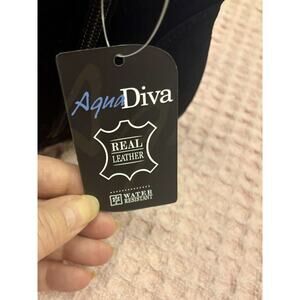 AquaDiva
REAL
LEATHER
WATER
RESISTANT